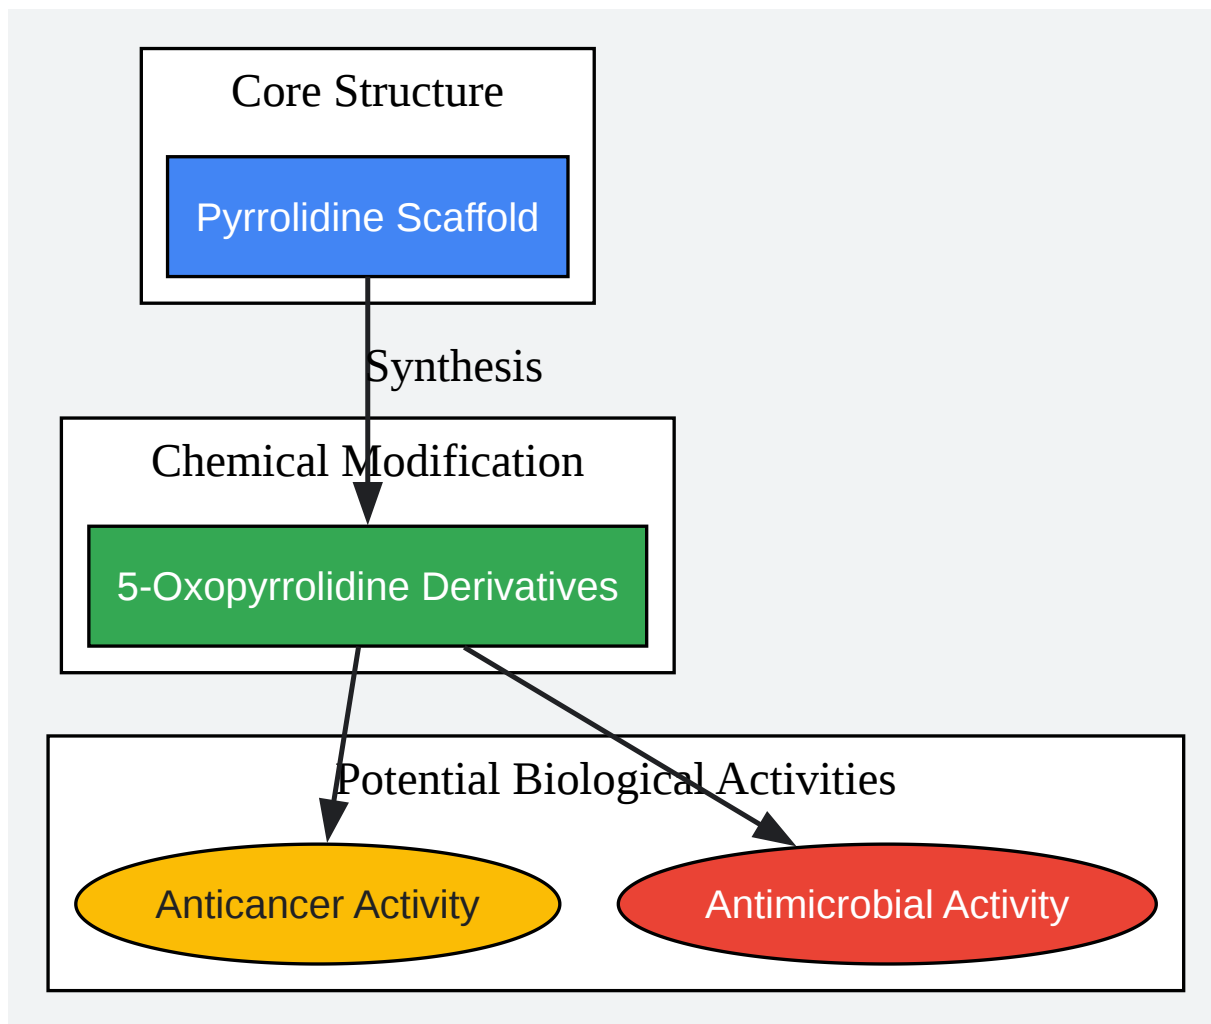 Core Structure
Pyrrolidine Scaffold
Synthesis
Chemical Modification
5-Oxopyrrolidine Derivatives
Potential Biological Activities
Anticancer Activity
Antimicrobial Activity